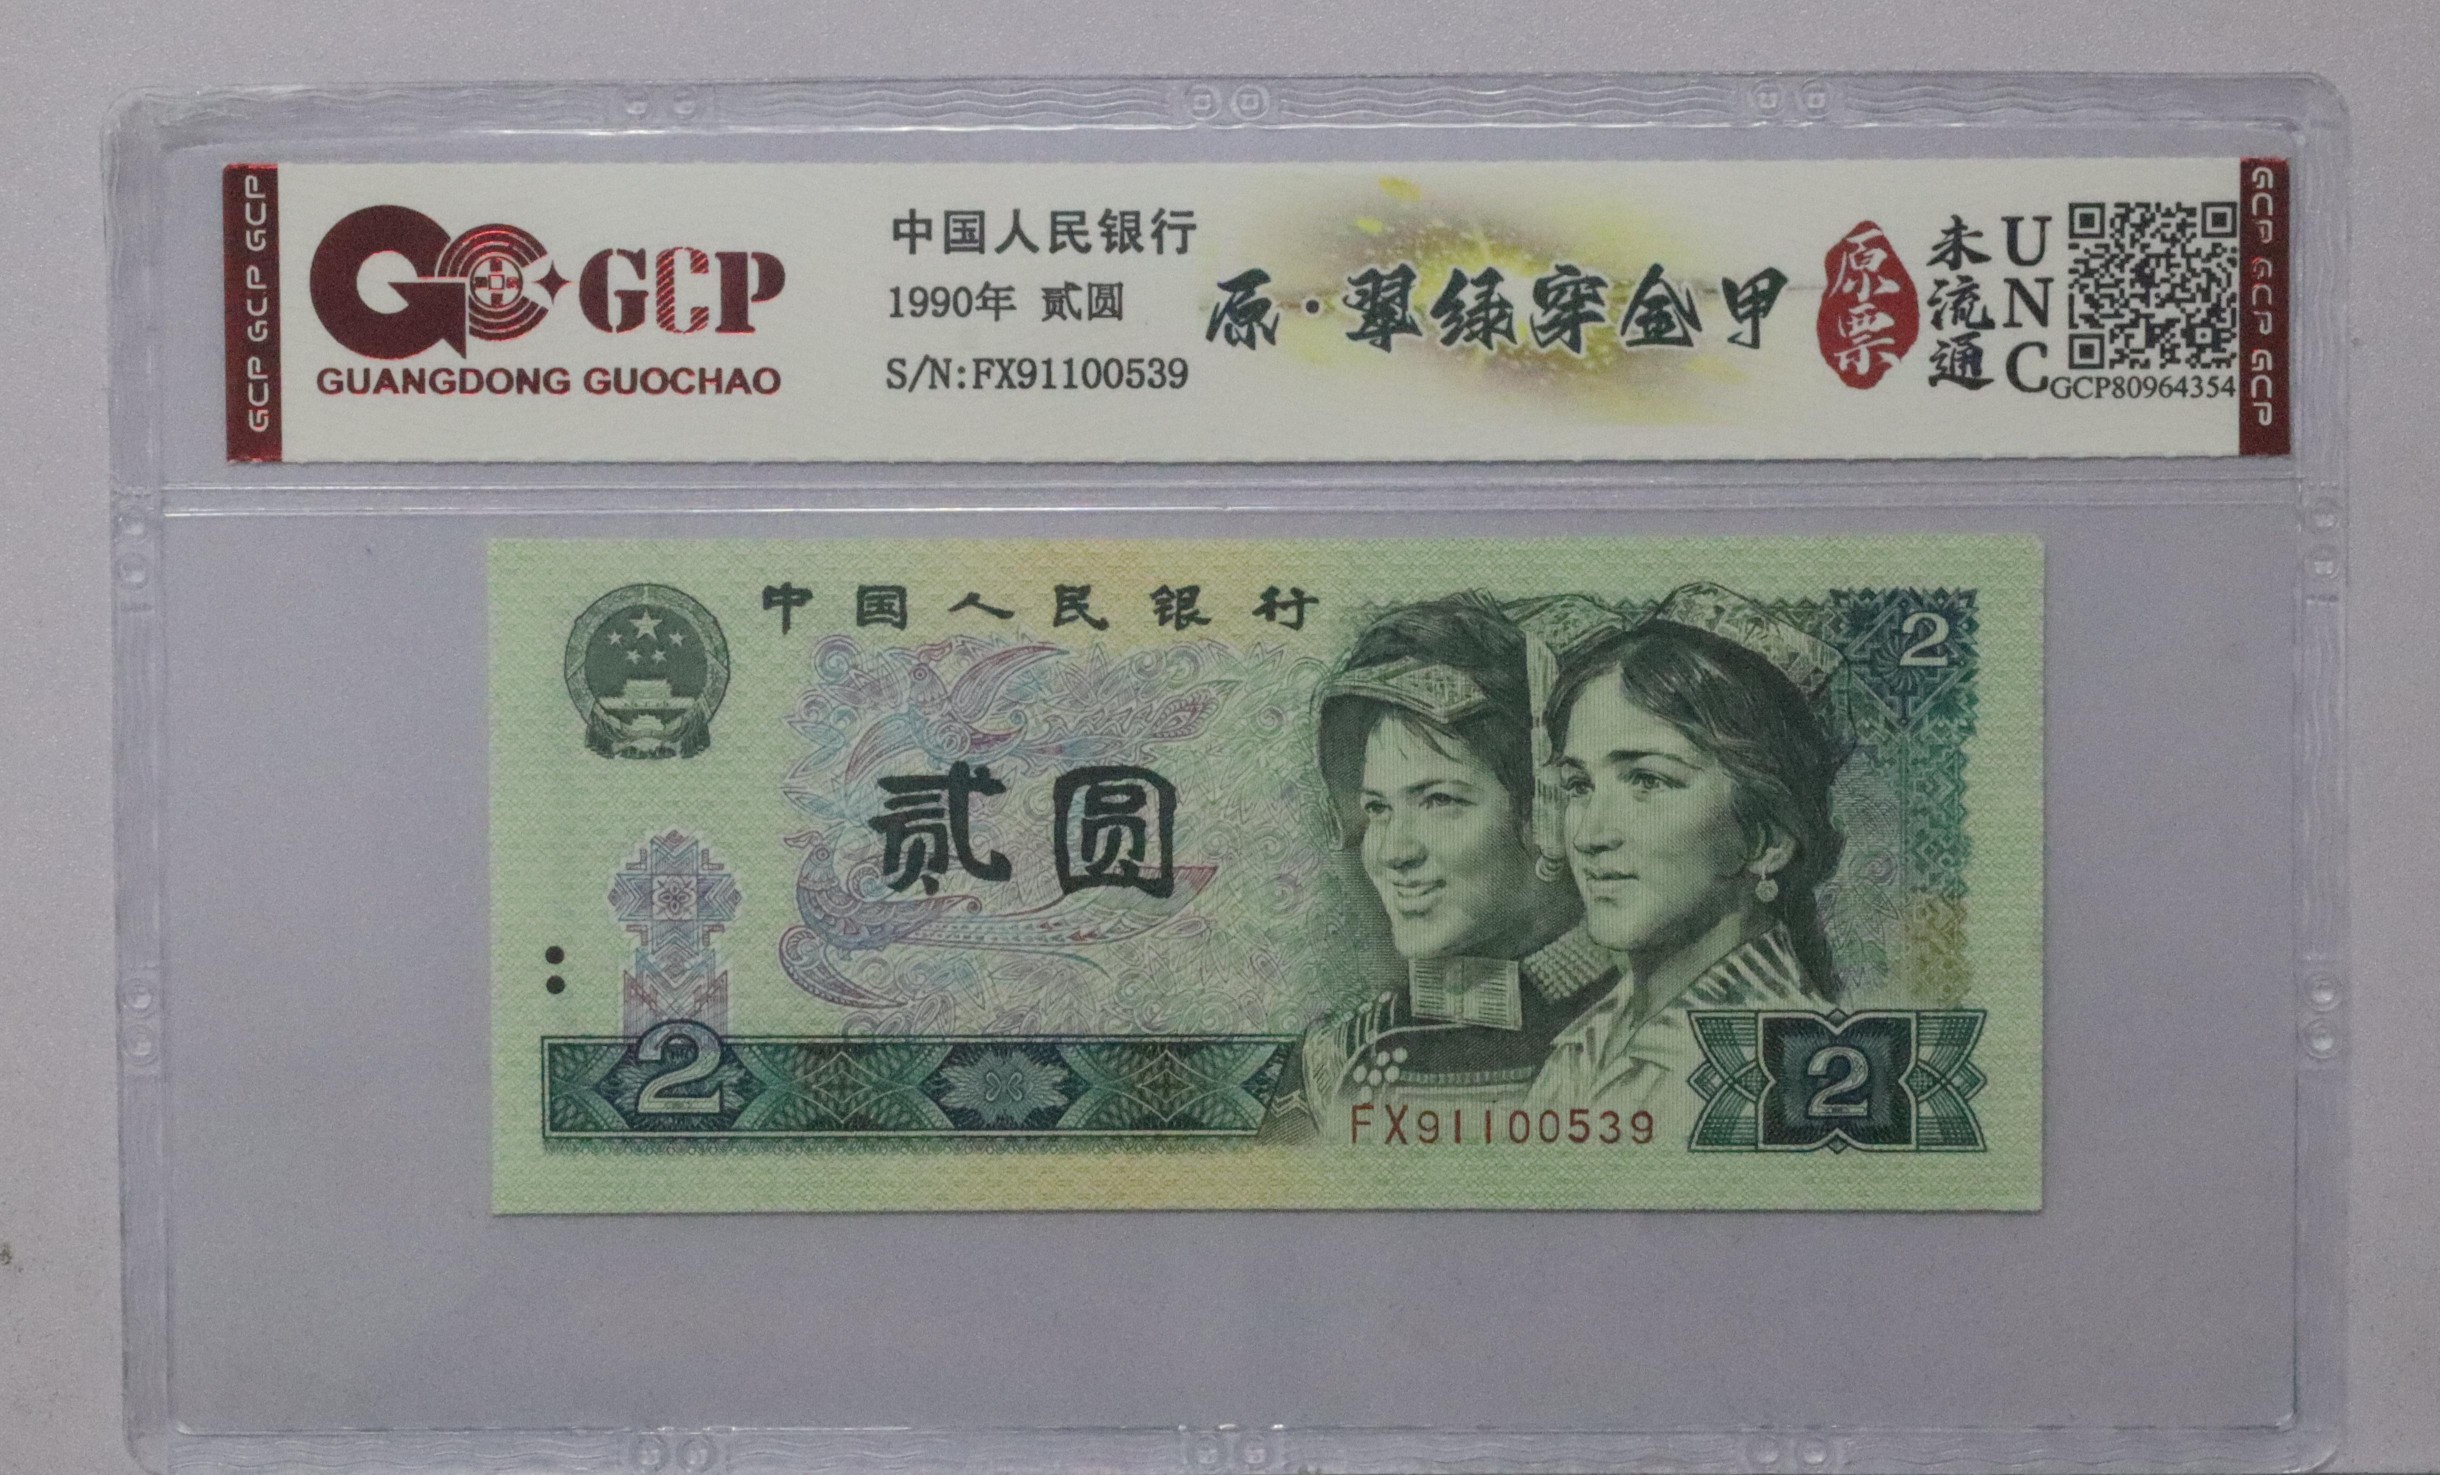 GCP GCP GCP
GCP
GUANGDONG GUOCHAO
中国人民银行
1990年 贰圆
S/N:FX91100539
原·翠绿穿金甲
原票
未流通
UNC
GCP80964354
GCP GCP GCP
中国人民银行
2
贰圆
2
FX91100539
2